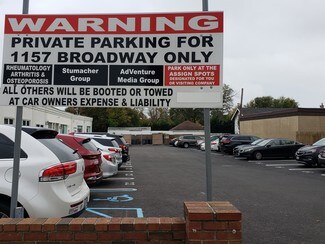 WARNING
PRIVATE PARKING FOR
1157 BROADWAY ONLY
RHEUMATOLOGY
ARTHRITIS &
OSTEOPOROSIS
Stumacher
Group
AdVenture
Media Group
PARK ONLY AT THE
ASSIGN SPOTS
DESIGNATED FOR YOU
OR VISITING COMPANY
ALL OTHERS WILL BE BOOTED OR TOWED
AT CAR OWNERS EXPENSE & LIABILITY